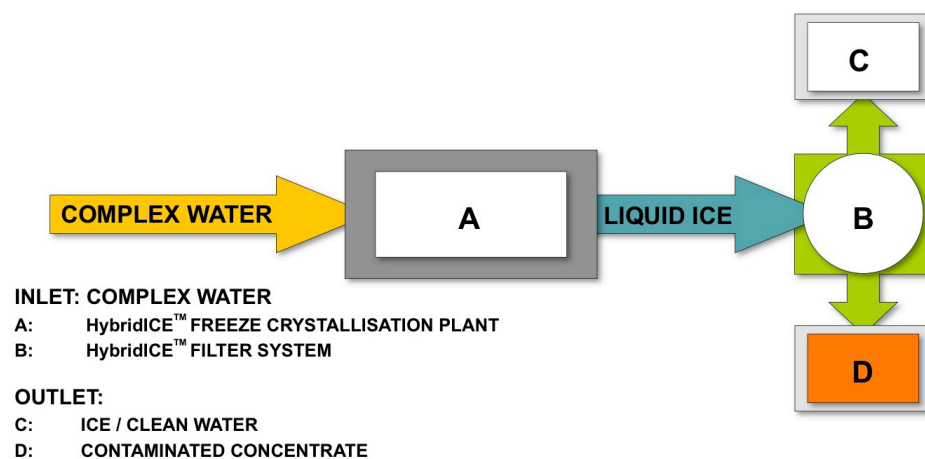 C
COMPLEX WATER
A
LIQUID ICE
B
INLET: COMPLEX WATER
A: HybridICE™ FREEZE CRYSTALLISATION PLANT
B: HybridICE™ FILTER SYSTEM
D
OUTLET:
C: ICE / CLEAN WATER
D: CONTAMINATED CONCENTRATE